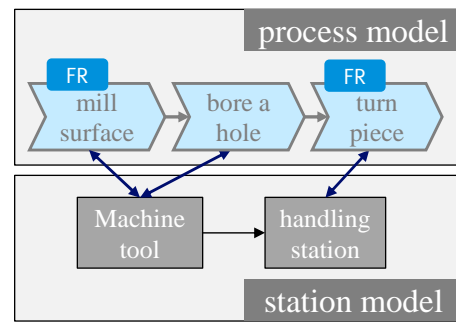 process model
FR
FR
mill
surface
bore a
hole
turn
piece
Machine
tool
handling
station
station model